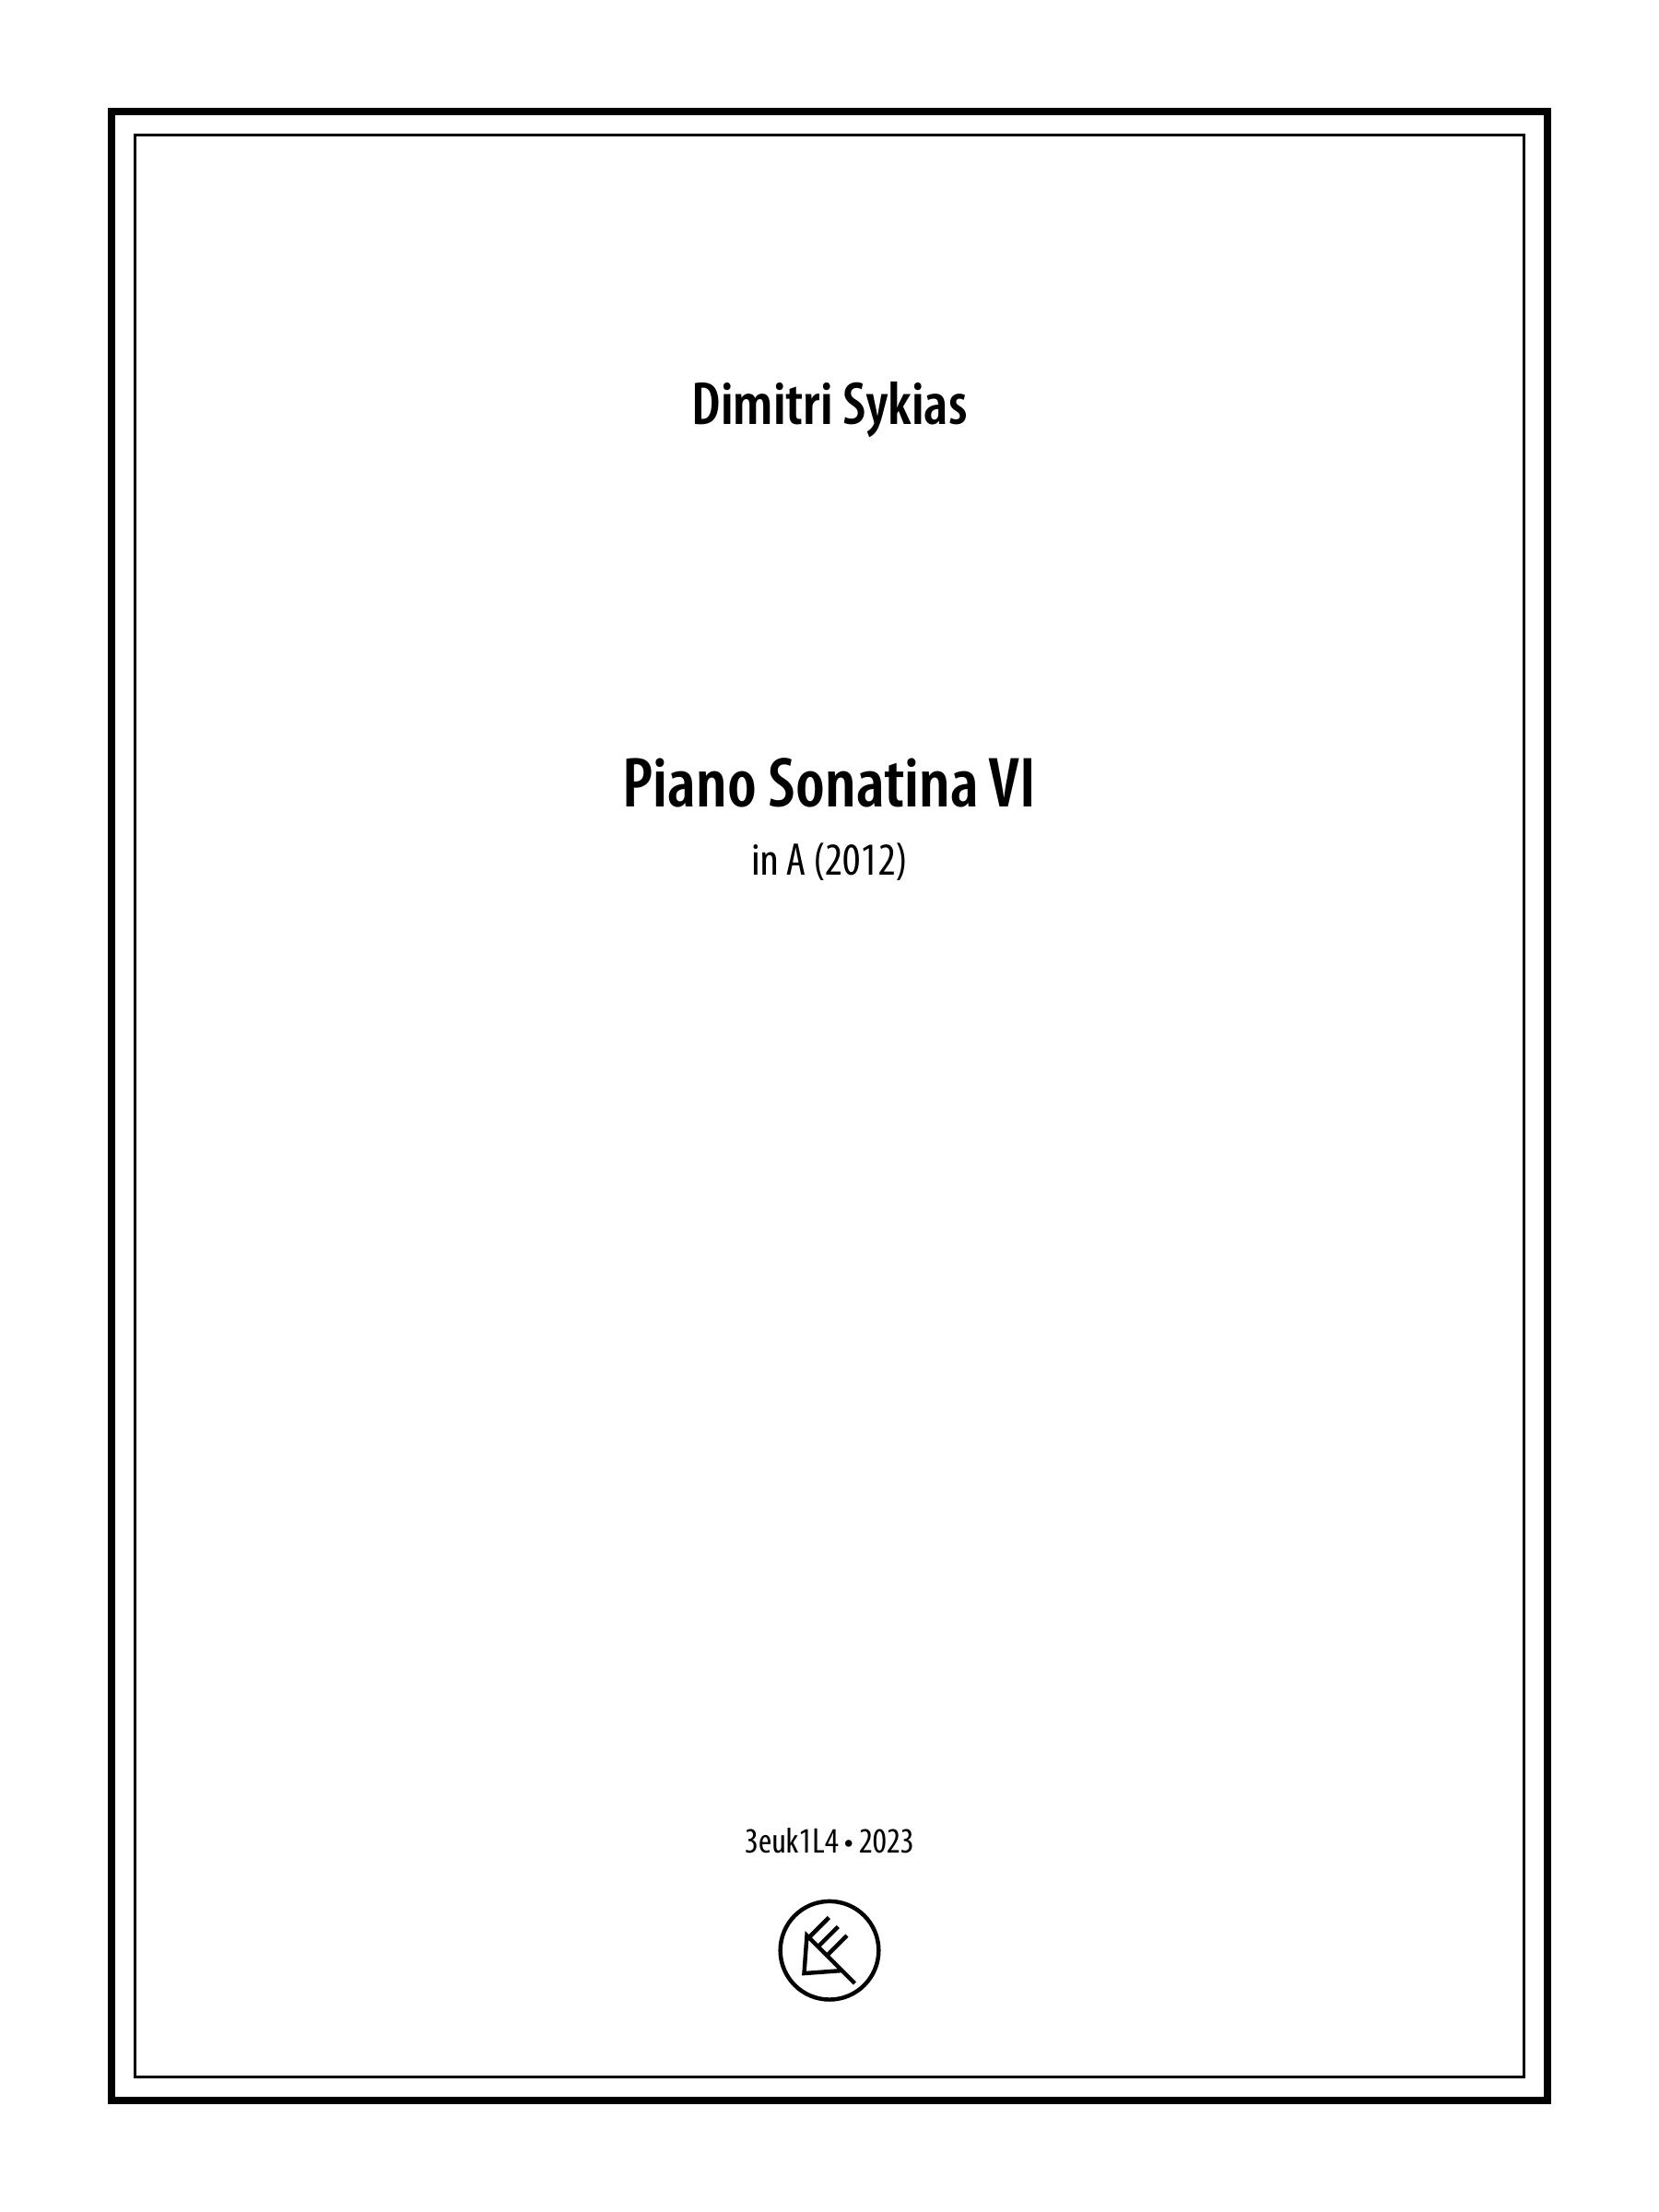 Dimitri Sykias
Piano Sonatina VI
in A (2012)
3euk1L4 • 2023